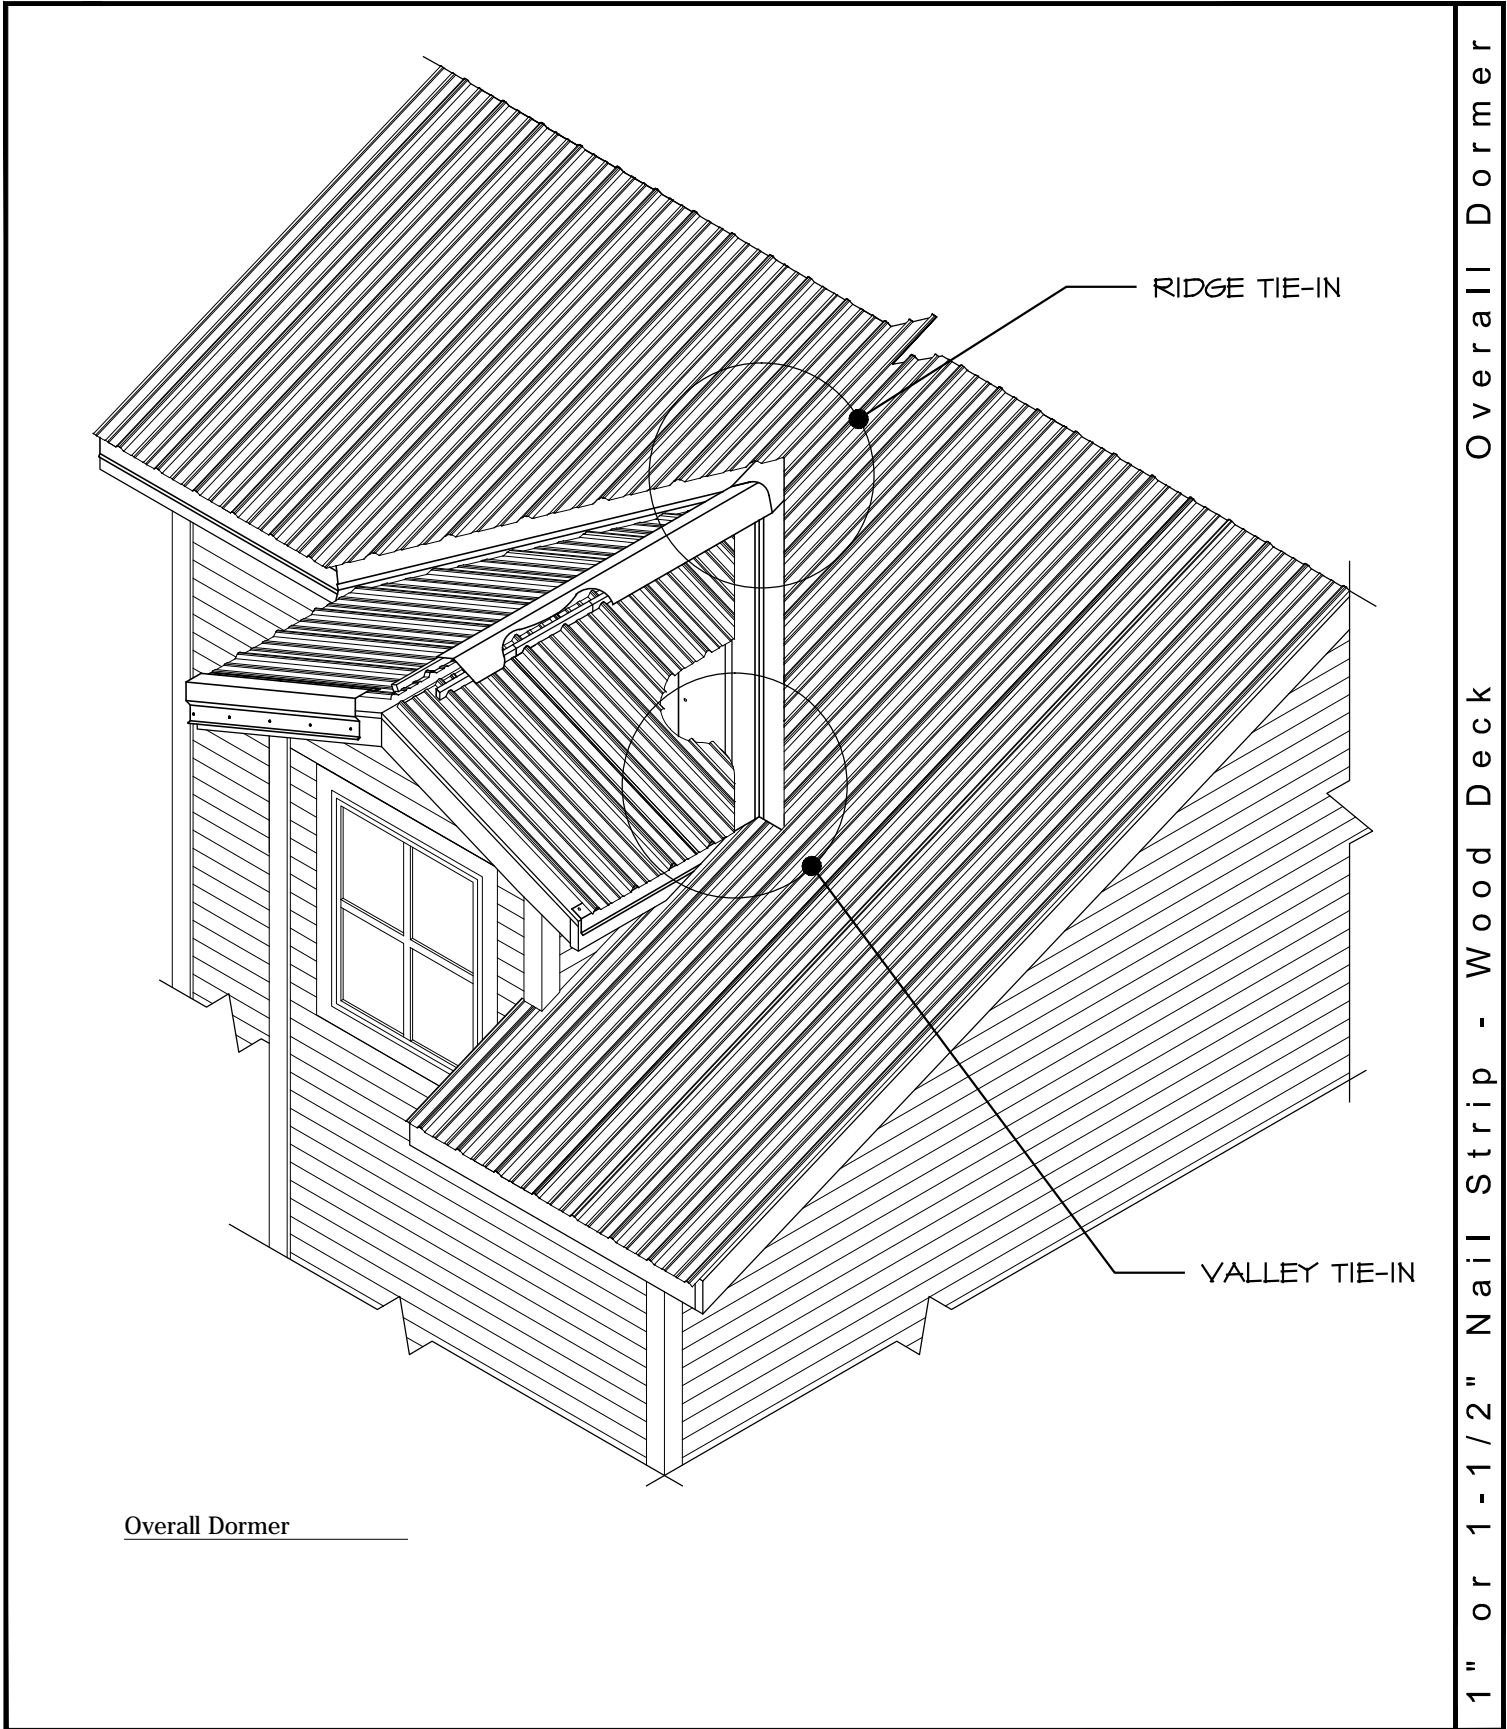 RIDGE TIE-IN
VALLEY TIE-IN
Overall Dormer
1" or 1-1/2" Nail Strip - Wood Deck Overall Dormer